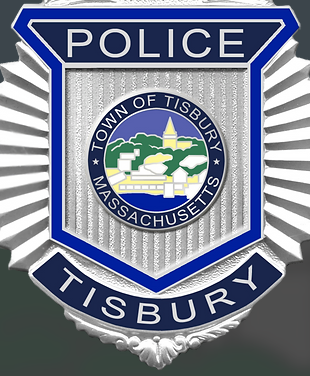 POLICE
★ TOWN OF TISBURY ★
MASSACHUSETTS
TISBURY